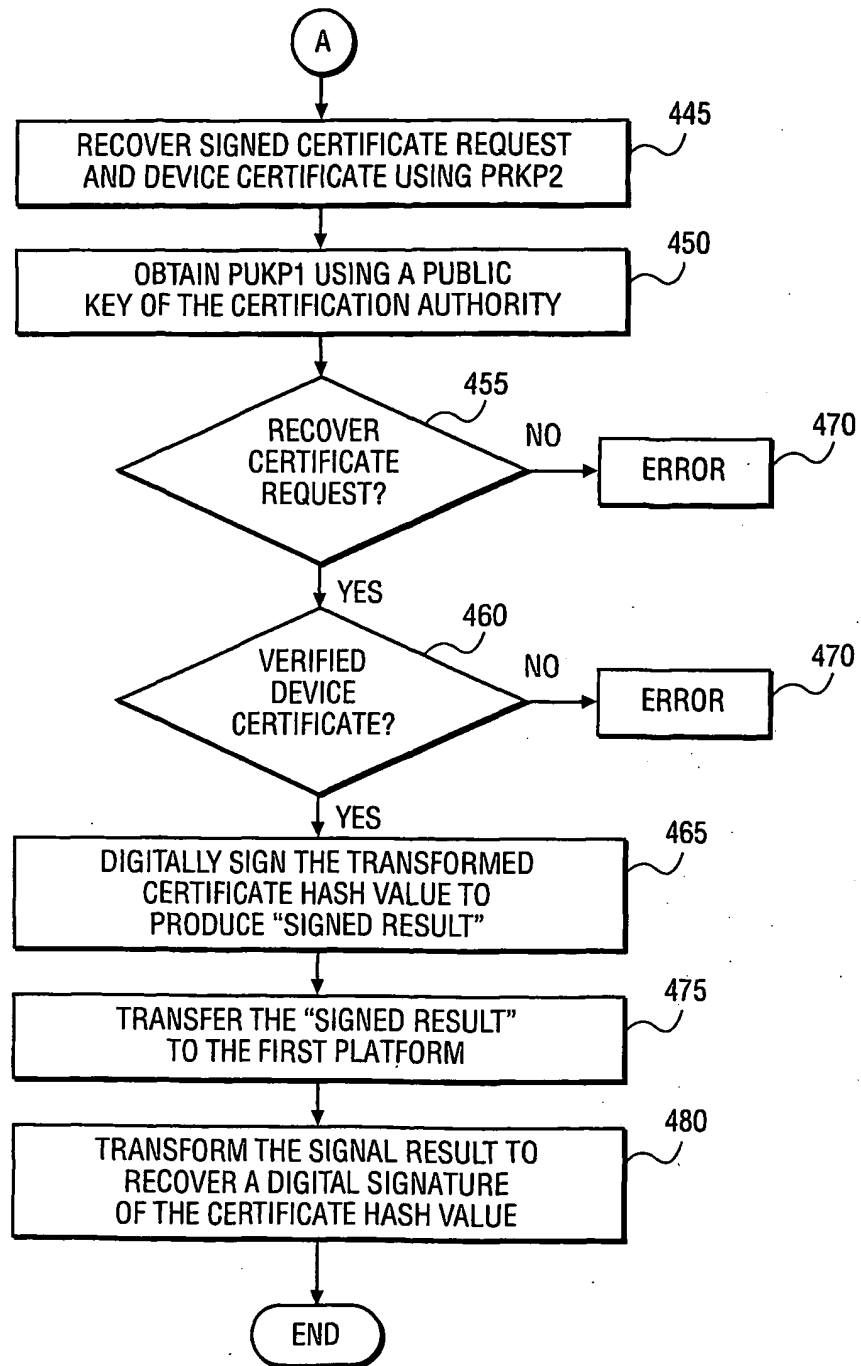 A
445
RECOVER SIGNED CERTIFICATE REQUEST
AND DEVICE CERTIFICATE USING PRKP2
450
OBTAIN PUKP1 USING A PUBLIC
KEY OF THE CERTIFICATION AUTHORITY
455
RECOVER
CERTIFICATE
REQUEST?
NO
470
ERROR
YES
460
VERIFIED
DEVICE
CERTIFICATE?
NO
470
ERROR
YES
465
DIGITALLY SIGN THE TRANSFORMED
CERTIFICATE HASH VALUE TO
PRODUCE “SIGNED RESULT”
475
TRANSFER THE “SIGNED RESULT”
TO THE FIRST PLATFORM
480
TRANSFORM THE SIGNAL RESULT TO
RECOVER A DIGITAL SIGNATURE
OF THE CERTIFICATE HASH VALUE
END